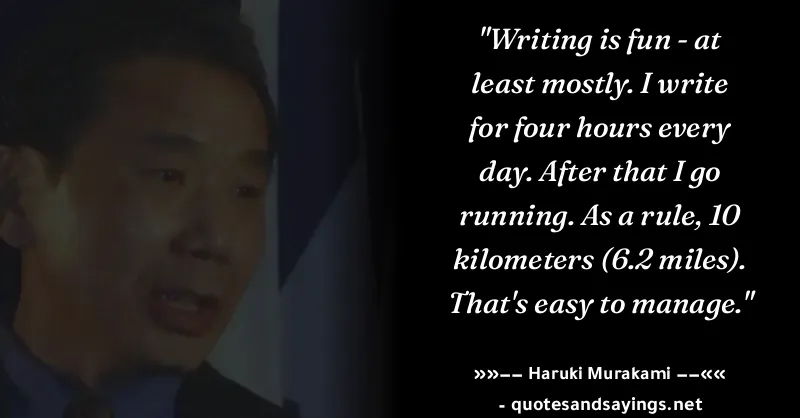 "Writing is fun - at
least mostly. I write
for four hours every
day. After that I go
running. As a rule, 10
kilometers (6.2 miles).
That's easy to manage."
»»−− Haruki Murakami −−««
- quotesandsayings.net